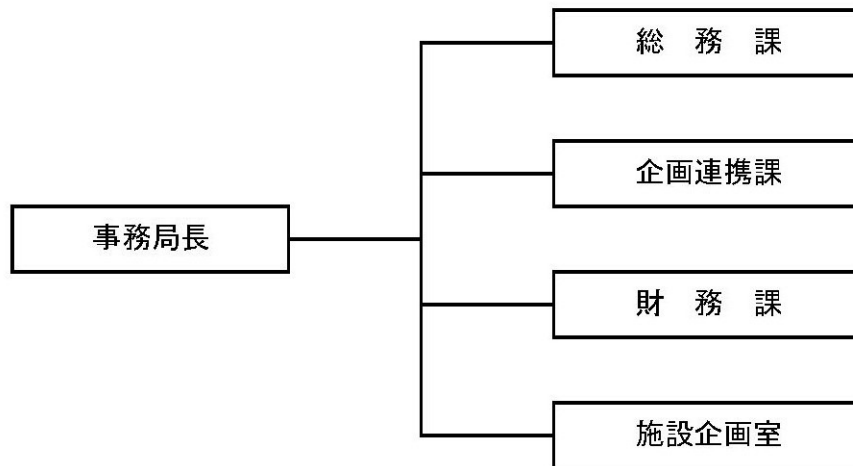 総　務　課
企画連携課
事務局長
財　務　課
施設企画室